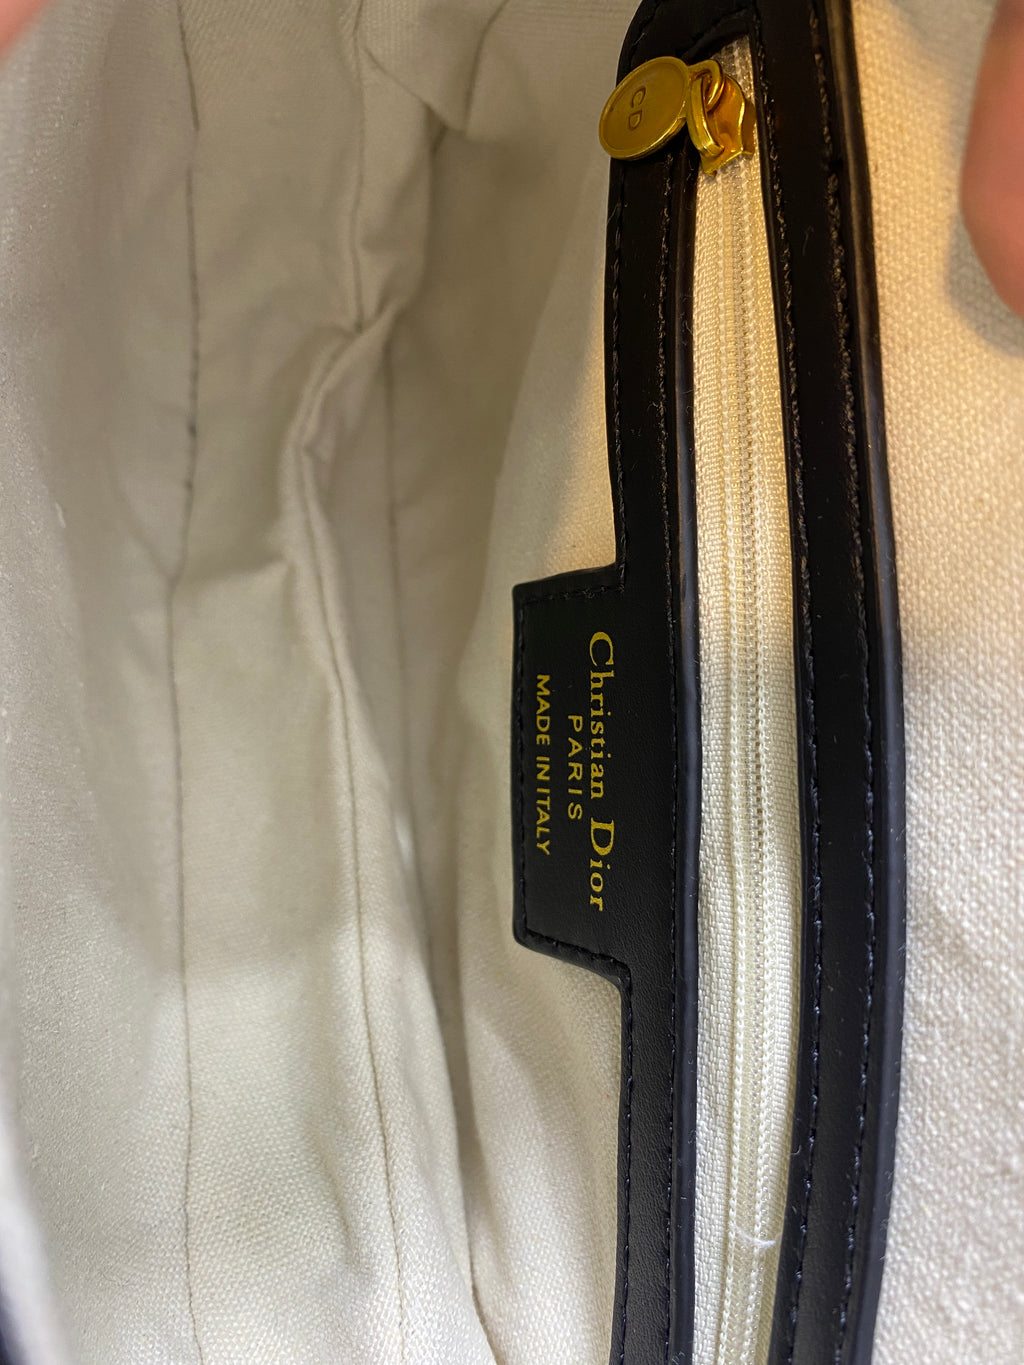 CD
Christian Dior
PARIS
MADE IN ITALY